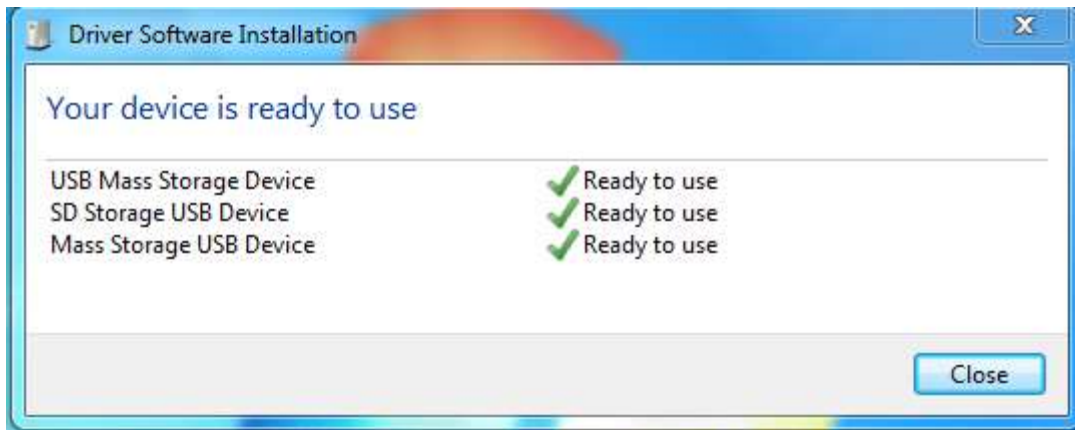 Driver Software Installation
Your device is ready to use
USB Mass Storage Device Ready to use
SD Storage USB Device Ready to use
Mass Storage USB Device Ready to use
Close